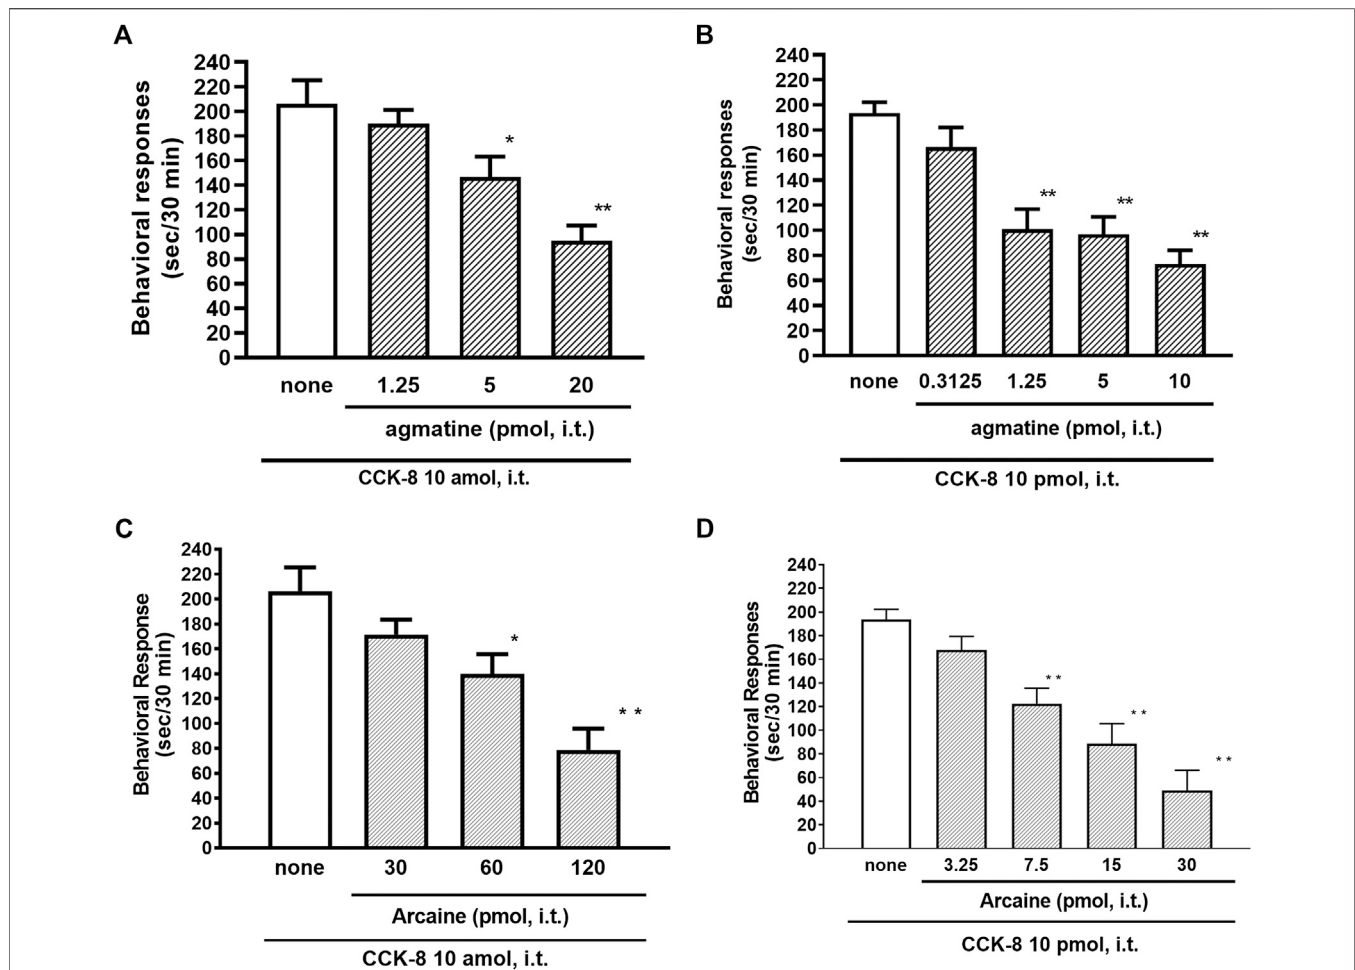 A
Behavioral responses
(sec/30 min)
240
220
200
180
160
140
120
100
80
60
40
20
0
*
**
none 1.25 5 20
agmatine (pmol, i.t.)
CCK-8 10 amol, i.t.
B
Behavioral responses
(sec/30 min)
240
220
200
180
160
140
120
100
80
60
40
20
0
**
**
**
none 0.3125 1.25 5 10
agmatine (pmol, i.t.)
CCK-8 10 pmol, i.t.
C
Behavioral Response
(sec/30 min)
240
220
200
180
160
140
120
100
80
60
40
20
0
*
* *
none 30 60 120
Arcaine (pmol, i.t.)
CCK-8 10 amol, i.t.
D
Behavioral Responses
(sec/30 min)
240
220
200
180
160
140
120
100
80
60
40
20
0
* *
* *
* *
none 3.25 7.5 15 30
Arcaine (pmol, i.t.)
CCK-8 10 pmol, i.t.